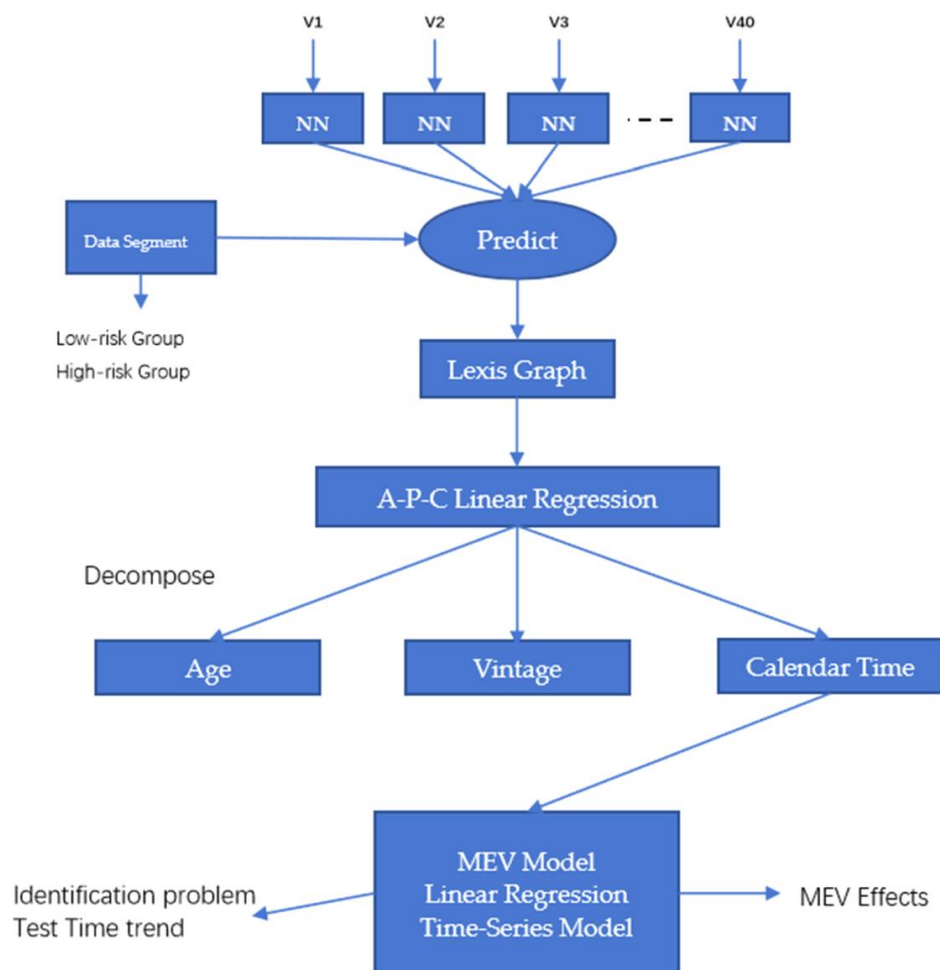 V1 V2 V3 V40
NN NN NN NN
Predict
Data Segment
Low-risk Group
High-risk Group
Lexis Graph
A-P-C Linear Regression
Decompose
Age Vintage Calendar Time
MEV Model
Linear Regression
Time-Series Model
Identification problem
Test Time trend
MEV Effects